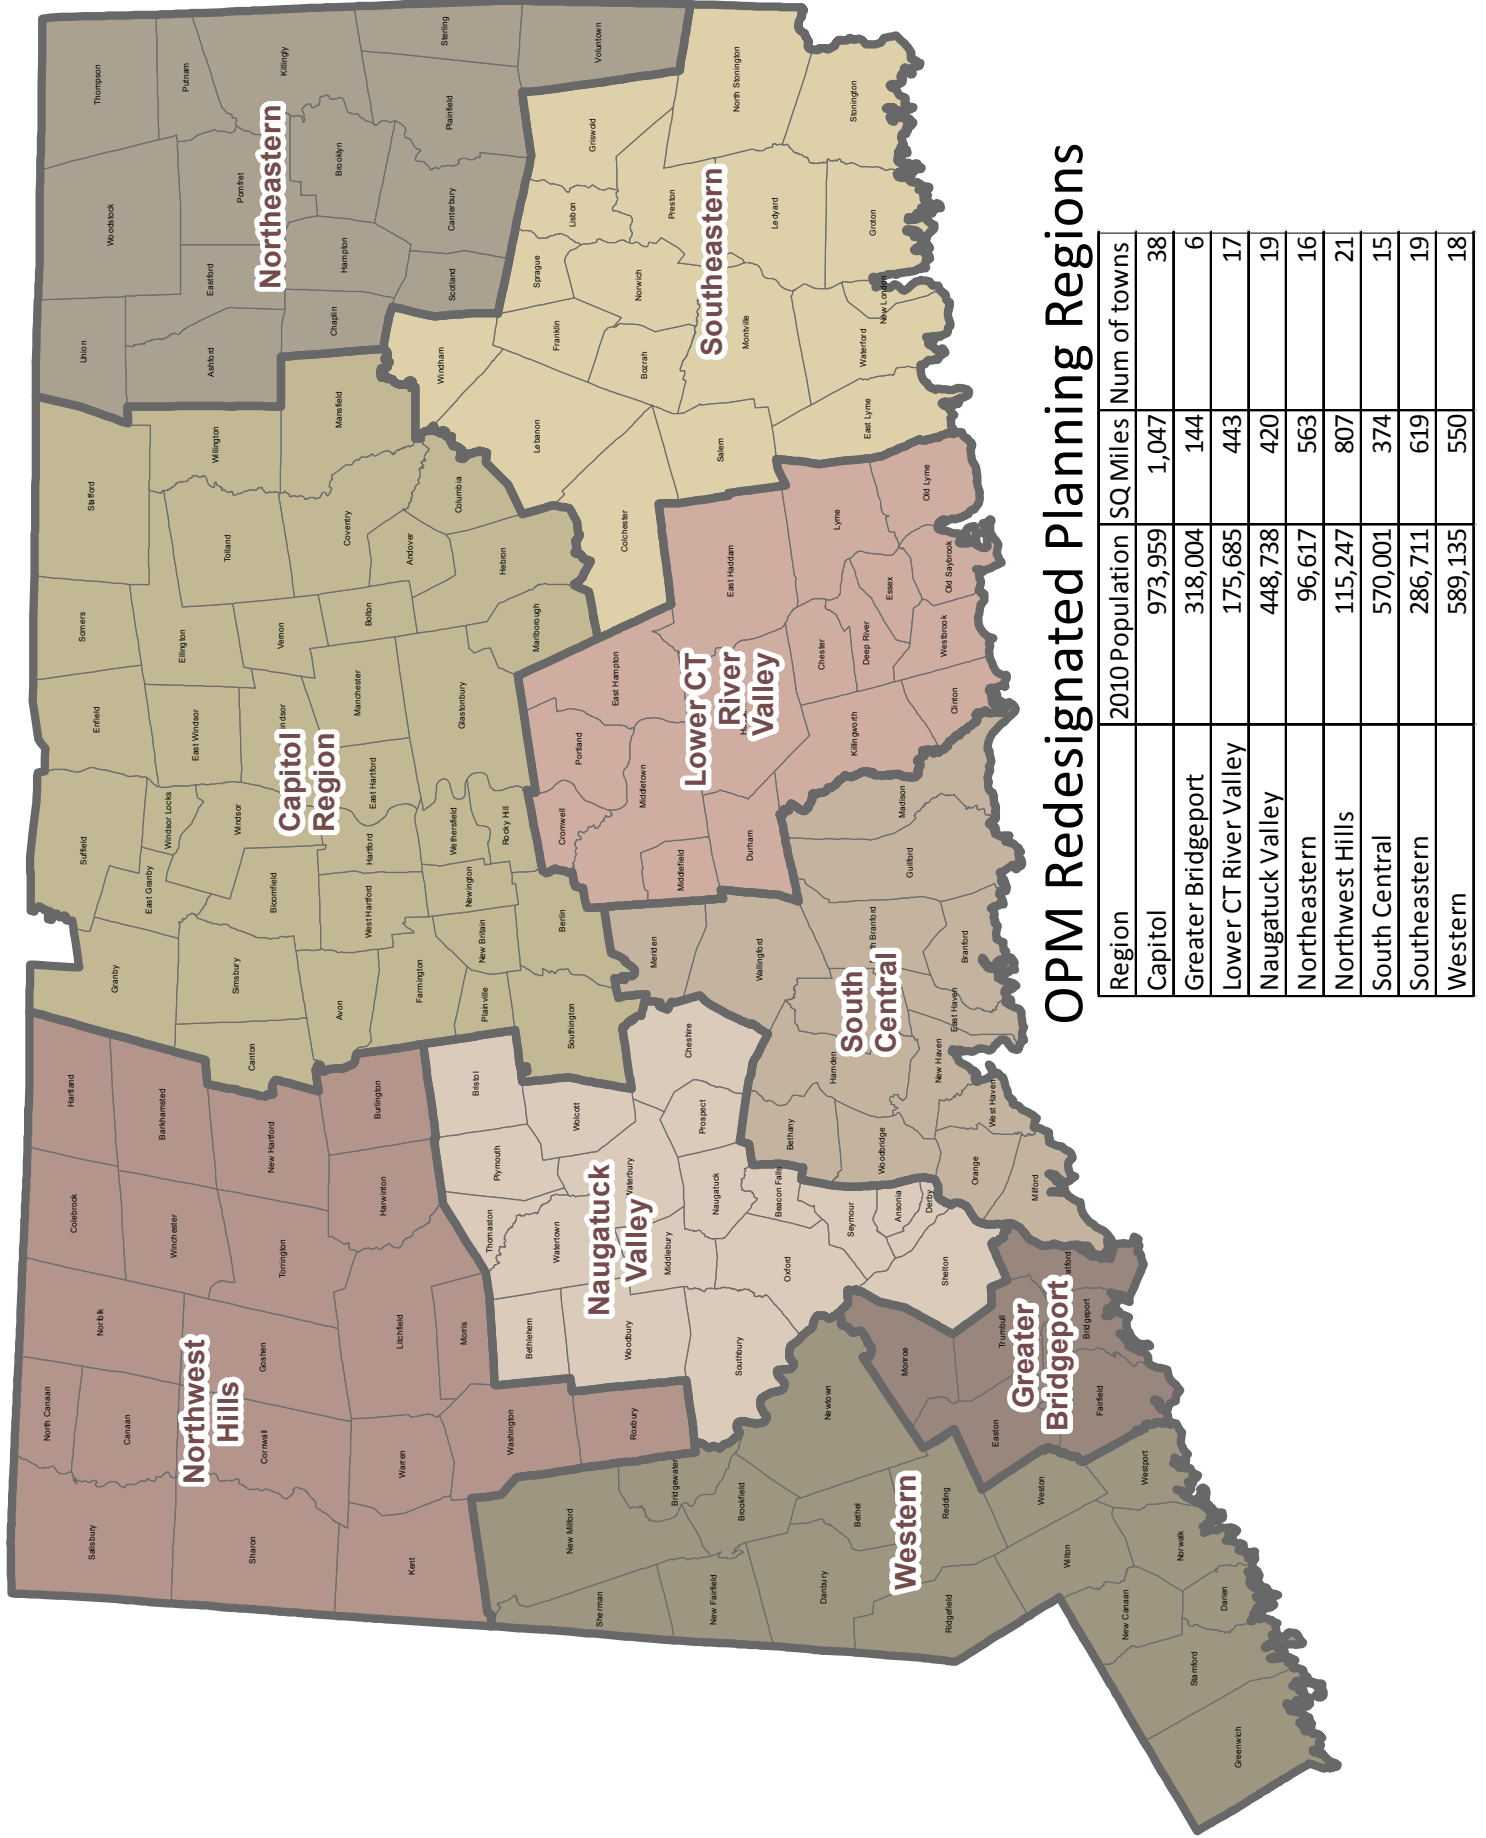 Northwest
Hills
Capitol
Region
Northeastern
Naugatuck
Valley
Lower CT
River
Valley
Southeastern
Western
Greater
Bridgeport
South
Central
Salisbury
North Canaan
Canaan
Norfolk
Colebrook
Hartland
Barkhamsted
Winchester
Sharon
Cornwall
Goshen
Torrington
New Hartford
Burlington
Harwinton
Litchfield
Morris
Warren
Kent
Washington
Roxbury
Granby
Suffield
Enfield
Somers
Stafford
East Granby
Windsor Locks
East Windsor
Ellington
Tolland
Willington
Canton
Simsbury
Bloomfield
Windsor
indsor
Vernon
Avon
West Hartford
Hartford
East Hartford
Manchester
Bolton
Coventry
Mansfield
Andover
Farmington
Plainville
New Britain
Newington
Wethersfield
Rocky Hill
Glastonbury
Hebron
Columbia
Marlborough
Southington
Berlin
Union
Woodstock
Thompson
Putnam
Ashford
Eastford
Pomfret
Killingly
Chaplin
Hampton
Brooklyn
Scotland
Canterbury
Plainfield
Sterling
Voluntown
Bristol
Plymouth
Wolcott
Thomaston
Watertown
aterbury
Bethlehem
Woodbury
Middlebury
Naugatuck
Prospect
Cheshire
Southbury
Oxford
Beacon Falls
Seymour
Ansonia
Derby
Shelton
Cromwell
Portland
East Hampton
Middletown
Middlefield
Durham
East Haddam
Chester
Deep River
Essex
Lyme
Killingworth
Clinton
Westbrook
Old Saybrook
Old Lyme
Windham
Lebanon
Colchester
Franklin
Sprague
Lisbon
Griswold
Bozrah
Norwich
Preston
North Stonington
Salem
Montville
Ledyard
Stonington
East Lyme
Waterford
New London
Groton
Sherman
New Milford
Bridgewater
New Fairfield
Brookfield
Newtown
Danbury
Bethel
Ridgefield
Redding
Weston
Wilton
Westport
Norwalk
New Canaan
Darien
Stamford
Greenwich
Monroe
Trumbull
Easton
Fairfield
Bridgeport
atford
Meriden
Wallingford
Hamden
Bethany
Woodbridge
New Haven
East Haven
h Branford
Branford
Guilford
Madison
West Haven
Orange
Milford
OPM Redesignated Planning Regions
Region 2010 Population SQ Miles Num of towns
Capitol 973,959 1,047 38
Greater Bridgeport 318,004 144 6
Lower CT River Valley 175,685 443 17
Naugatuck Valley 448,738 420 19
Northeastern 96,617 563 16
Northwest Hills 115,247 807 21
South Central 570,001 374 15
Southeastern 286,711 619 19
Western 589,135 550 18